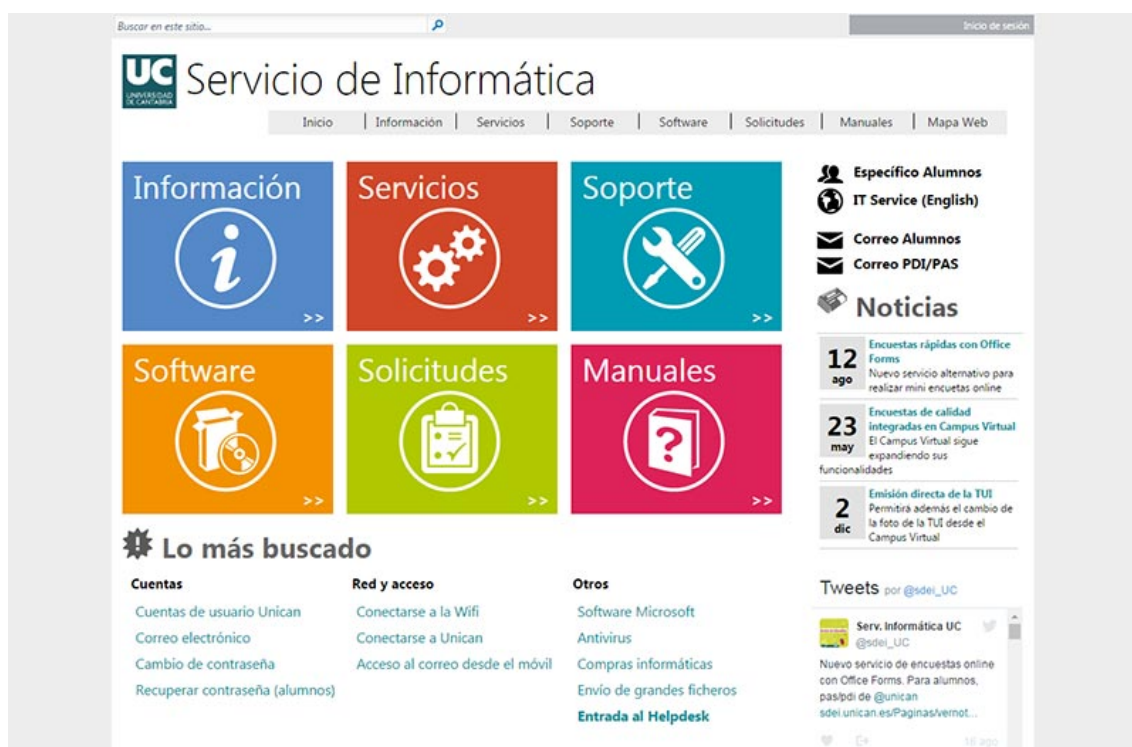 Buscar en este sitio...
Inicio de sesión
UC
UNIVERSIDAD
DE CANTABRIA
Servicio de Informática
Inicio | Información | Servicios | Soporte | Software | Solicitudes | Manuales | Mapa Web
Información
>>
Servicios
>>
Soporte
>>
Software
>>
Solicitudes
>>
Manuales
>>
Específico Alumnos
IT Service (English)
Correo Alumnos
Correo PDI/PAS
Noticias
12
ago
Encuestas rápidas con Office
Forms
Nuevo servicio alternativo para
realizar mini encuetas online
23
may
Encuestas de calidad
integradas en Campus Virtual
El Campus Virtual sigue
expandiendo sus
funcionalidades
2
dic
Emisión directa de la TUI
Permitirá además el cambio de
la foto de la TUI desde el
Campus Virtual
Lo más buscado
Cuentas
Cuentas de usuario Unican
Correo electrónico
Cambio de contraseña
Recuperar contraseña (alumnos)
Red y acceso
Conectarse a la Wifi
Conectarse a Unican
Acceso al correo desde el móvil
Otros
Software Microsoft
Antivirus
Compras informáticas
Envío de grandes ficheros
Entrada al Helpdesk
Tweets por @sdei_UC
Serv. Informática UC
@sdei_UC
Nuevo servicio de encuestas online
con Office Forms. Para alumnos,
pas/pdi de @unican
sdei.unican.es/Paginas/vernot...
16 ago